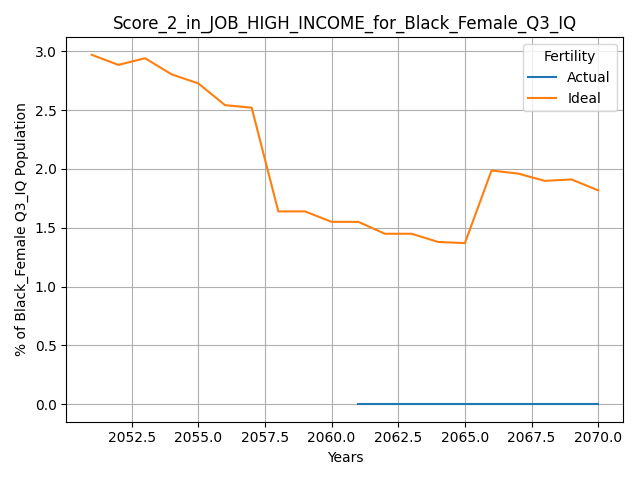 Score_2_in_JOB_HIGH_INCOME_for_Black_Female_Q3_IQ
Fertility
Actual
Ideal
% of Black_Female Q3_IQ Population
3.0
2.5
2.0
1.5
1.0
0.5
0.0
2052.5 2055.0 2057.5 2060.0 2062.5 2065.0 2067.5 2070.0
Years